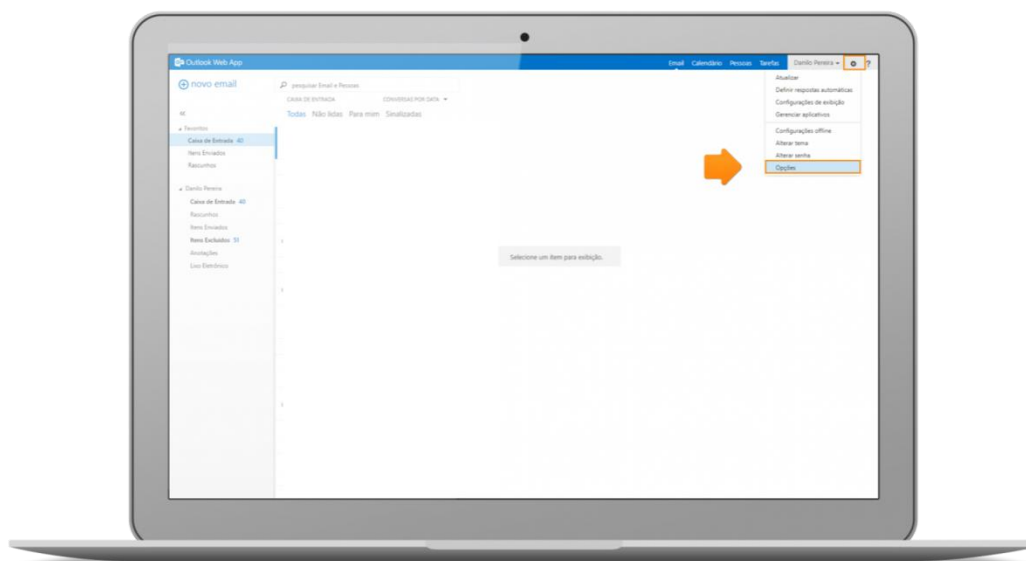 Outlook Web App
Email Calendário Pessoas Tarefas Danilo Pereira ?
novo email
pesquisar Email e Pessoas
CAIXA DE ENTRADA CONVERSAS POR DATA
Todas Não lidas Para mim Sinalizadas
Favoritos
Caixa de Entrada 40
Itens Enviados
Rascunhos
Danilo Pereira
Caixa de Entrada 40
Rascunhos
Itens Enviados
Itens Excluídos 51
Anotações
Lixo Eletrônico
Selecione um item para exibição.
Atualizar
Definir respostas automáticas
Configurações de exibição
Gerenciar aplicativos
Configurações offline
Alterar tema
Alterar senha
Opções